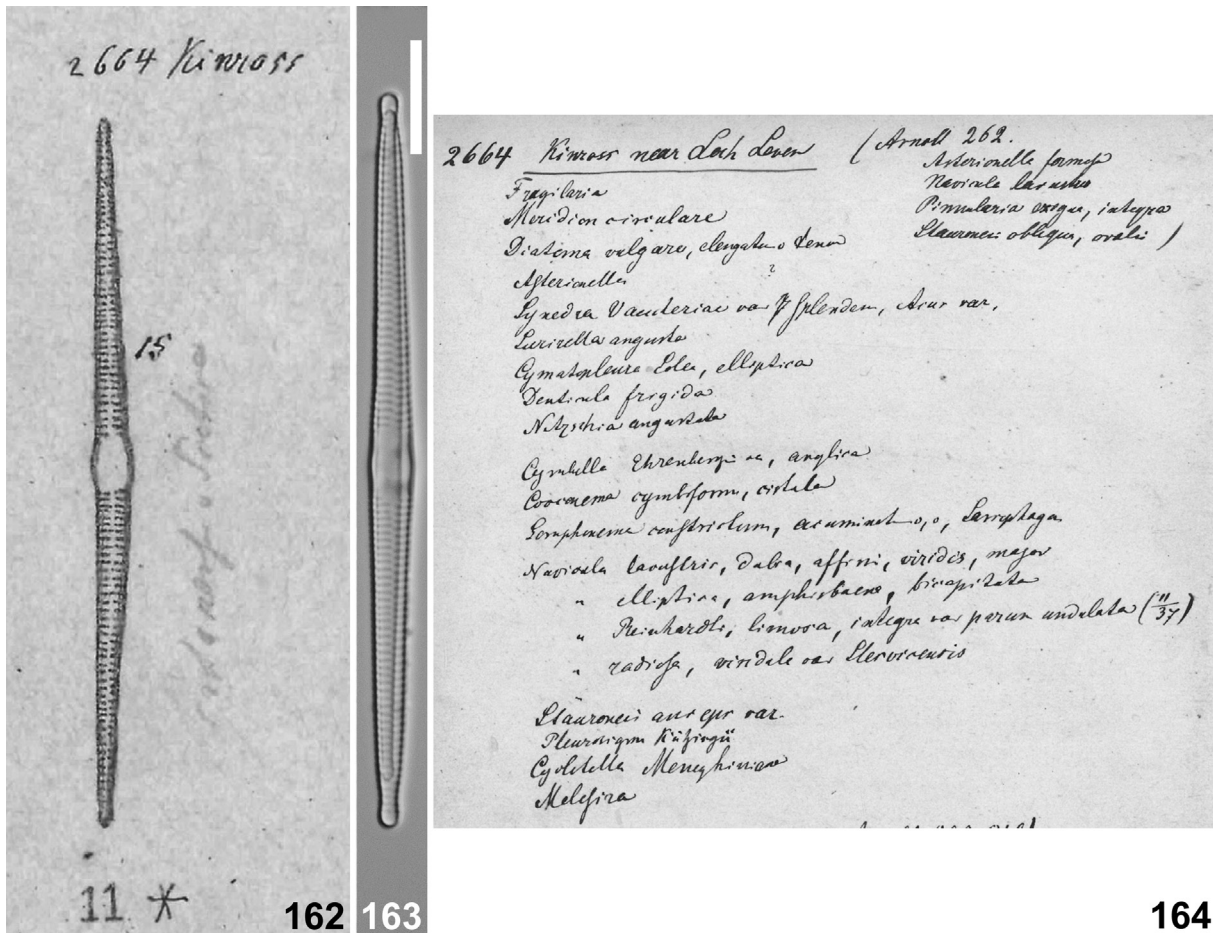 2664 Kinross
15
11 *
162
163
2664 Kinross near Loch Leven
(Arnott 262.
Asterionella formosa
Navicula lacustris
Pinnularia exigua, integra
Stauroneis obliqua, ovalis )
Fragilaria
Meridion circulare
Diatoma vulgare, elongatum tenue
Asterionella
?
Synedra Vaucheriae var Splendens, Acus var.
Surirella angusta
Cymatopleura Solea, elliptica
Denticula frigida
Nitzschia angustata
Cymbella Ehrenbergii, anglica
Cocconema cymbiforme, cistula
Gomphonema constrictum, acuminatum,
Navicula lacustris, dubia, affinis, viridis, major
" elliptica, amphisbaena, bicapitata
" Reinhardti, limosa, integra var parum undulata (11/37)
" radiosa, viridula var Slesvicensis
Stauroneis anceps var.
Pleurosigma Kützingii
Cyclotella Meneghiniana
Melosira
164